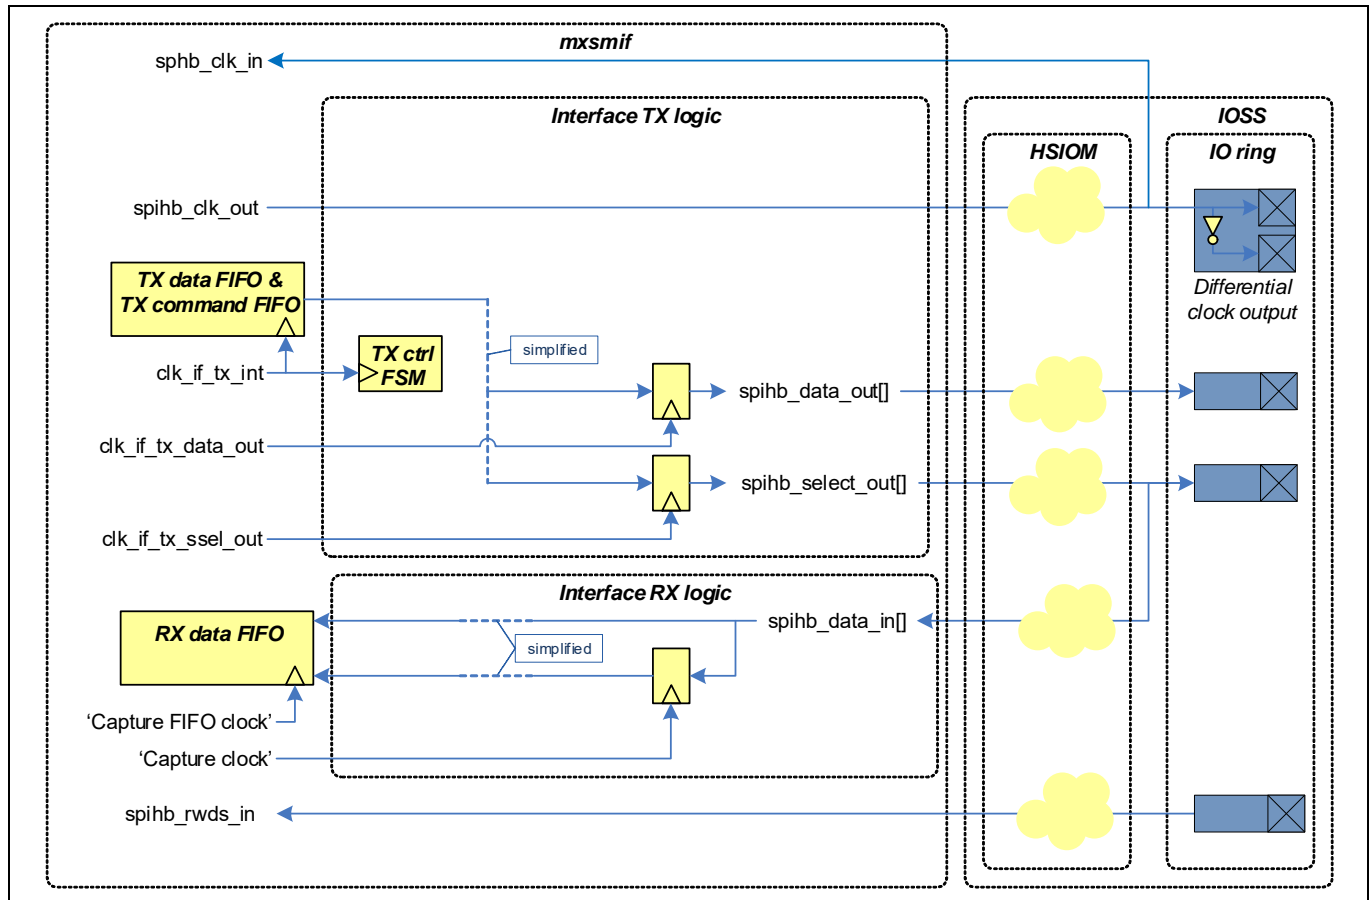 mxsmif
sphb_clk_in
Interface TX logic
IOSS
HSIOM
IO ring
spihb_clk_out
TX data FIFO &
TX command FIFO
Differential
clock output
simplified
TX ctrl
FSM
clk_if_tx_int
spihb_data_out[]
clk_if_tx_data_out
spihb_select_out[]
clk_if_tx_ssel_out
Interface RX logic
RX data FIFO
spihb_data_in[]
simplified
‘Capture FIFO clock’
‘Capture clock’
spihb_rwds_in